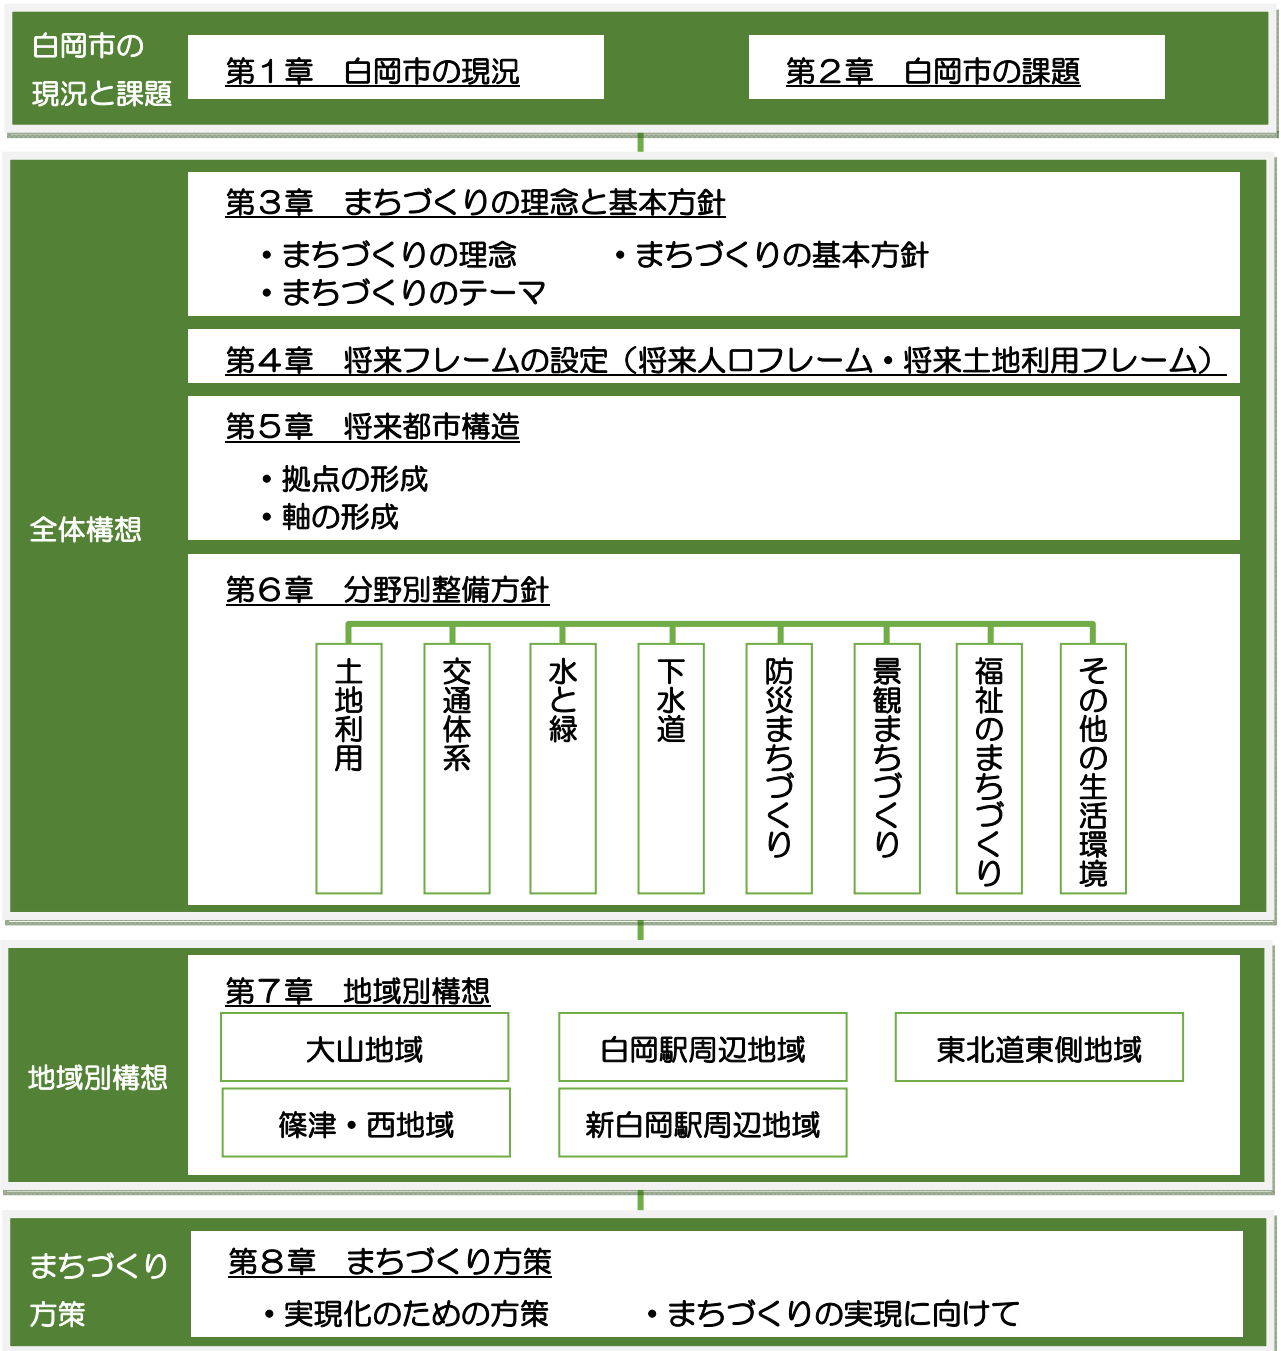 白岡市の
現況と課題
第１章　白岡市の現況
第２章　白岡市の課題
全体構想
第３章　まちづくりの理念と基本方針
・まちづくりの理念
・まちづくりの基本方針
・まちづくりのテーマ
第４章　将来フレームの設定（将来人口フレーム・将来土地利用フレーム）
第５章　将来都市構造
・拠点の形成
・軸の形成
第６章　分野別整備方針
土地利用
交通体系
水と緑
下水道
防災まちづくり
景観まちづくり
福祉のまちづくり
その他の生活環境
地域別構想
第７章　地域別構想
大山地域
白岡駅周辺地域
東北道東側地域
篠津・西地域
新白岡駅周辺地域
まちづくり
方策
第８章　まちづくり方策
・実現化のための方策
・まちづくりの実現に向けて